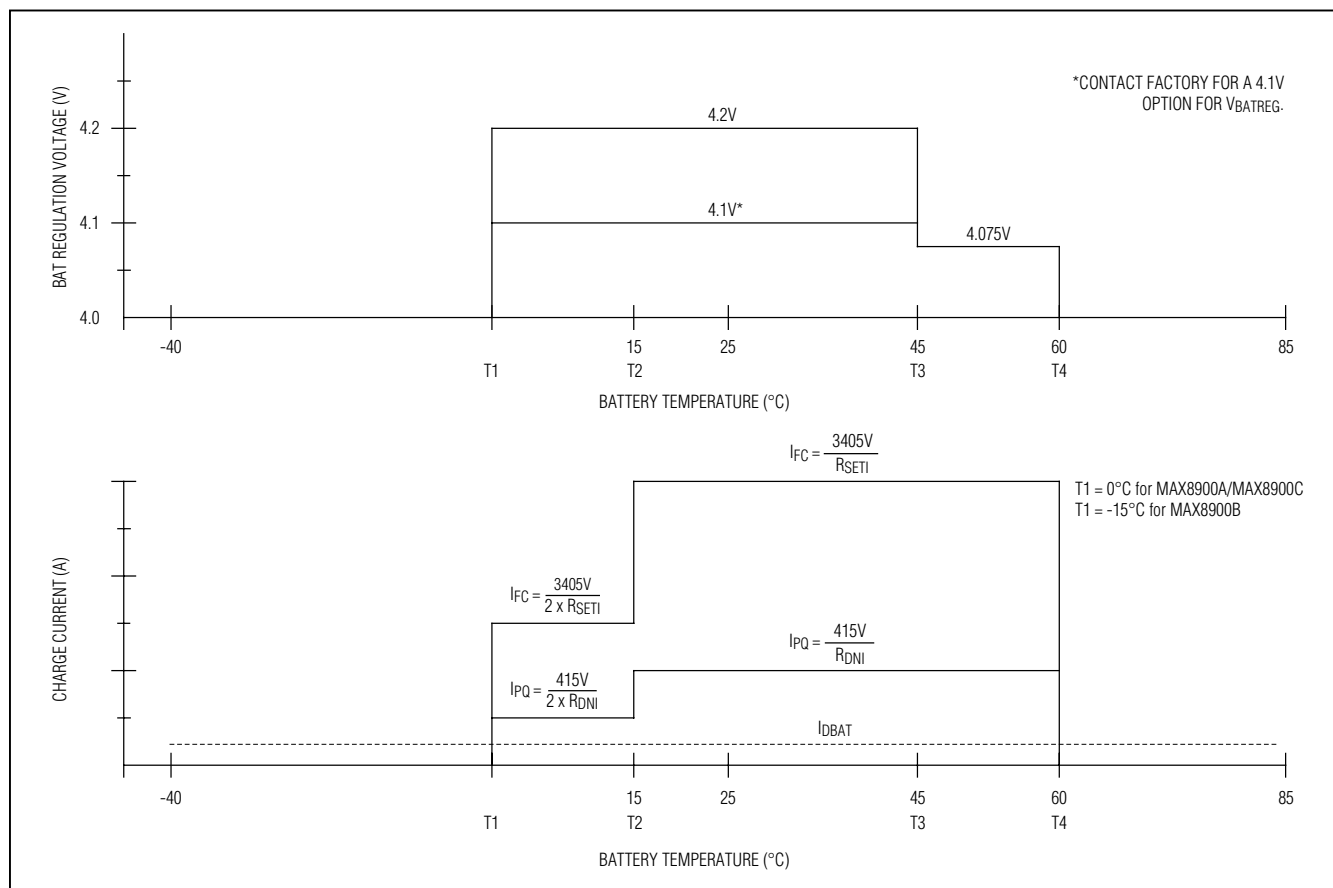 *CONTACT FACTORY FOR A 4.1V
OPTION FOR VBATREG.
BAT REGULATION VOLTAGE (V)
4.2
4.1
4.0
4.2V
4.1V*
4.075V
-40
15
25
45
60
85
T1
T2
T3
T4
BATTERY TEMPERATURE (°C)
CHARGE CURRENT (A)
IFC = 3405V
RSETI
T1 = 0°C for MAX8900A/MAX8900C
T1 = -15°C for MAX8900B
IFC = 3405V
2 x RSETI
IPQ = 415V
RDNI
IPQ = 415V
2 x RDNI
IDBAT
-40
15
25
45
60
85
T1
T2
T3
T4
BATTERY TEMPERATURE (°C)